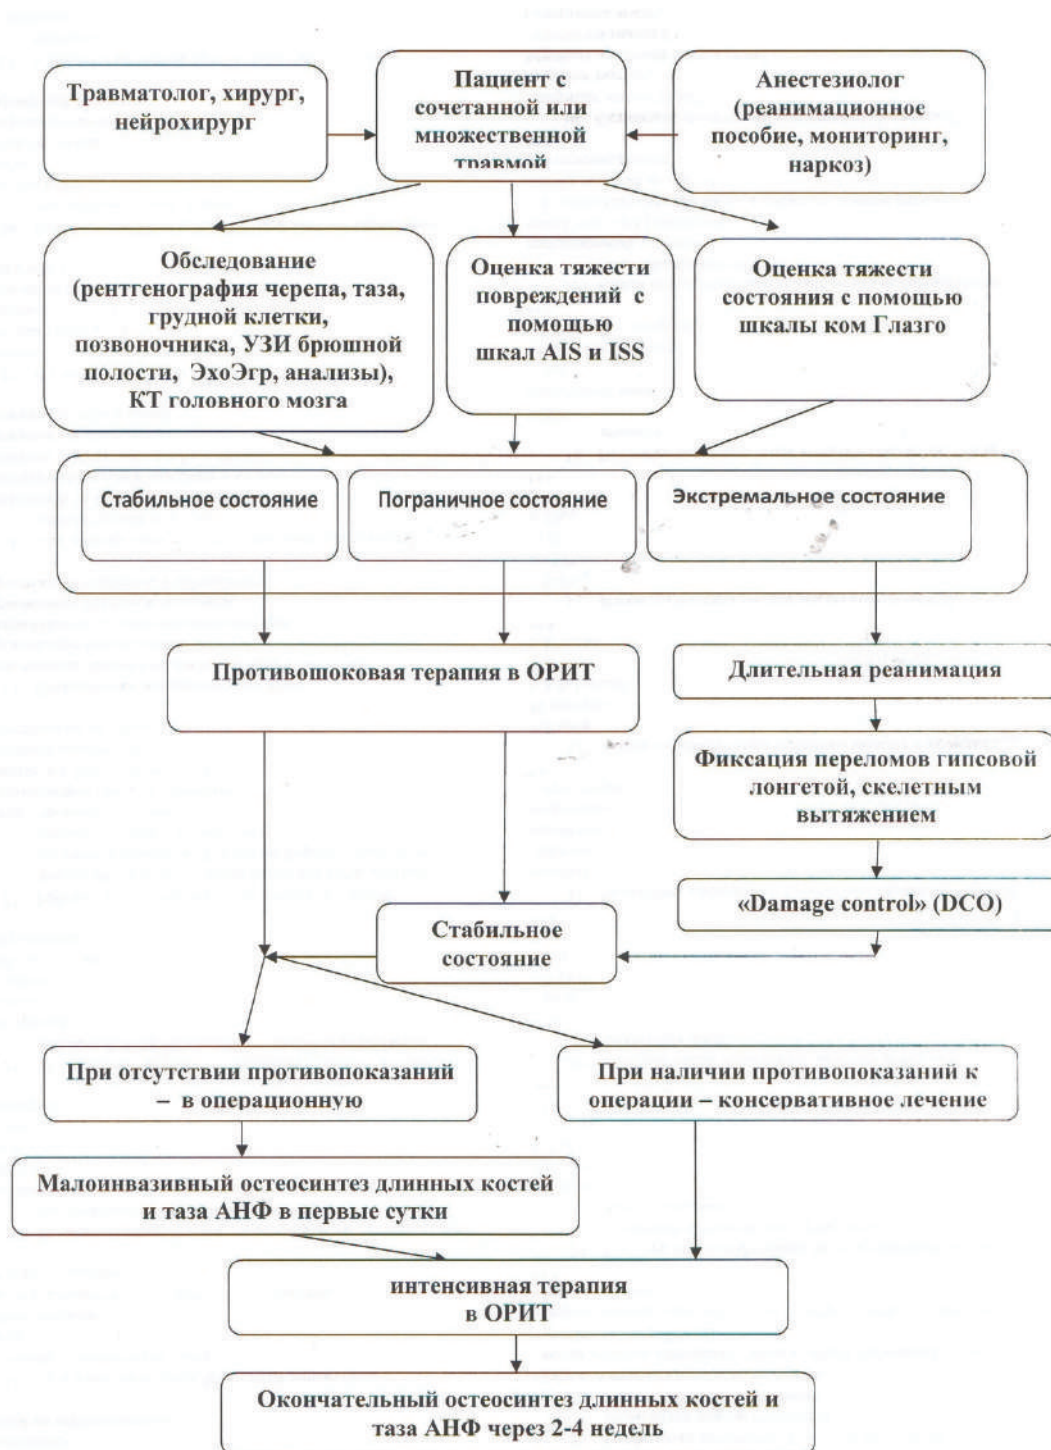 Травматолог, хирург,
нейрохирург
Пациент с
сочетанной или
множественной
травмой
Анестезиолог
(реанимационное
пособие, мониторинг,
наркоз)
Обследование
(рентгенография черепа, таза,
грудной клетки,
позвоночника, УЗИ брюшной
полости, ЭхоЭгр, анализы),
КТ головного мозга
Оценка тяжести
повреждений с
помощью
шкал AIS и ISS
Оценка тяжести
состояния с помощью
шкалы ком Глазго
Стабильное состояние
Пограничное состояние
Экстремальное состояние
Противошоковая терапия в ОРИТ
Длительная реанимация
Фиксация переломов гипсовой
лонгетой, скелетным
вытяжением
«Damage control» (DCO)
Стабильное
состояние
При отсутствии противопоказаний
– в операционную
При наличии противопоказаний к
операции – консервативное лечение
Малоинвазивный остеосинтез длинных костей
и таза АНФ в первые сутки
интенсивная терапия
в ОРИТ
Окончательный остеосинтез длинных костей и
таза АНФ через 2-4 недель